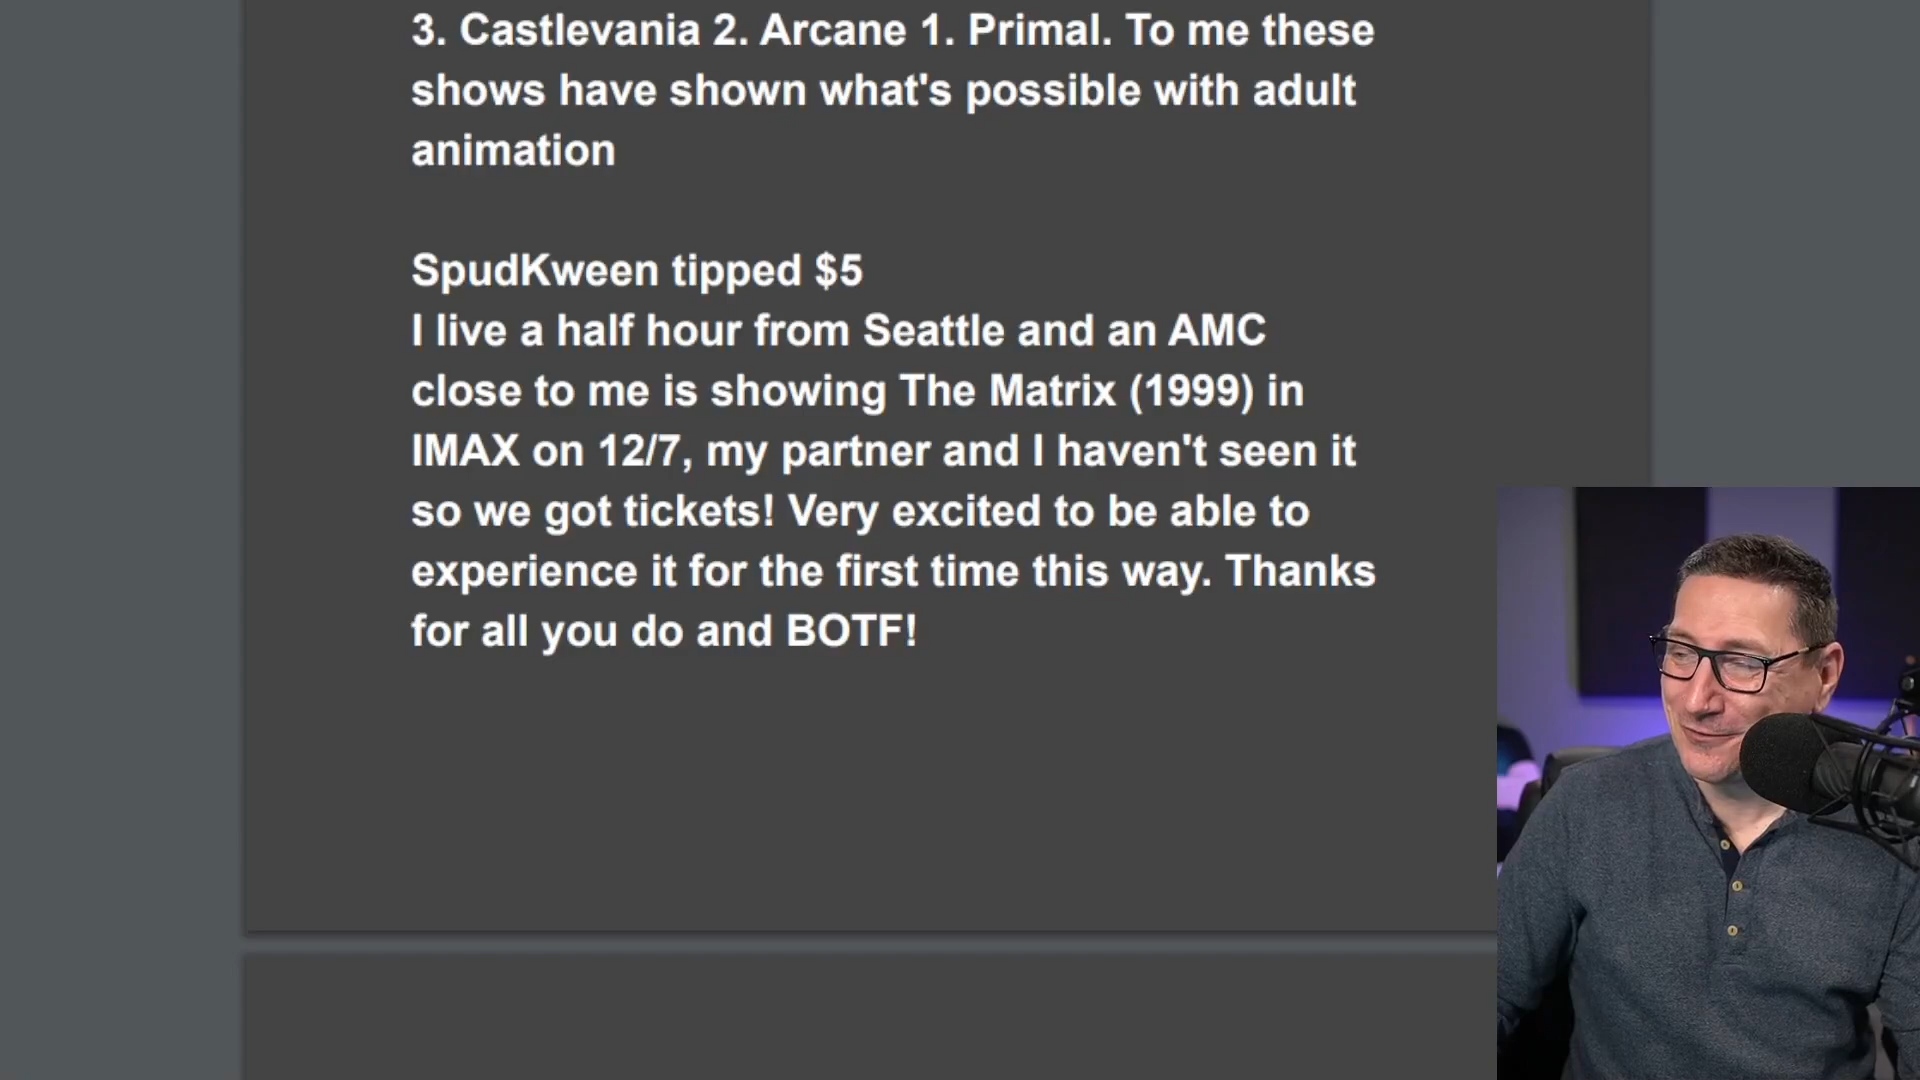 3. Castlevania 2. Arcane 1. Primal. To me these
shows have shown what's possible with adult
animation
SpudKween tipped $5
I live a half hour from Seattle and an AMC
close to me is showing The Matrix (1999) in
IMAX on 12/7, my partner and I haven't seen it
so we got tickets! Very excited to be able to
experience it for the first time this way. Thanks
for all you do and BOTF!